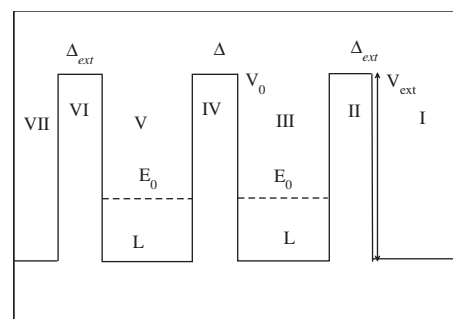 Δext Δ Δext
V0 Vext
VII VI V IV III II I
E0 E0
L L